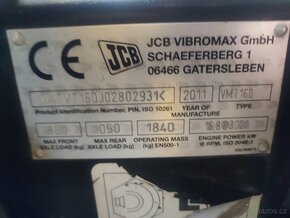 CE
JCB
JCB VIBROMAX GmbH
SCHAEFERBERG 1
06466 GATERSLEBEN
2011
VMT160
Product Identification Number, PIN, ISO 10261
YEAR OF MANUFACTURE
TYPE
1840
MAX FRONT AXLE LOAD (kg)
MAX REAR AXLE LOAD (kg)
OPERATING MASS (kg) EN500-1
ENGINE POWER kW @ RPM, ISO 3046-1